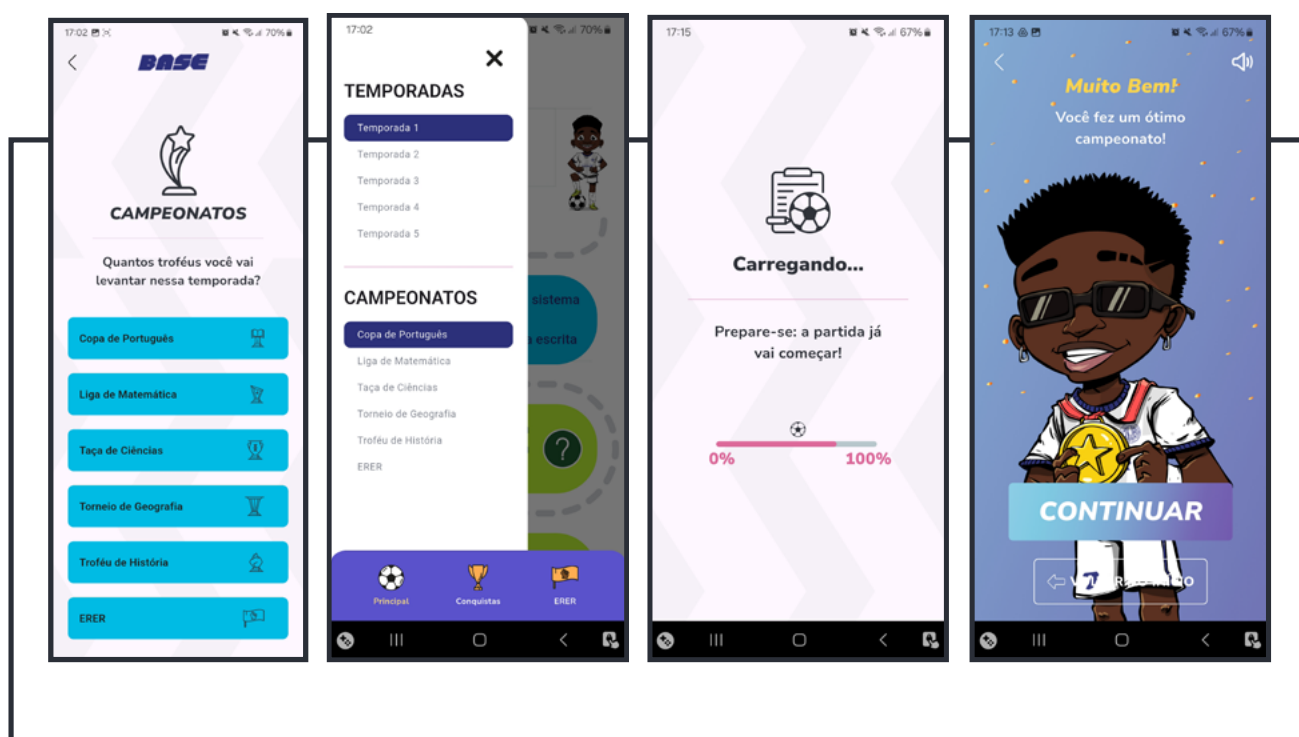 17:02
70%
BASE
CAMPEONATOS
Quantos troféus você vai
levantar nessa temporada?
Copa de Português
Liga de Matemática
Taça de Ciências
Torneio de Geografia
Troféu de História
ERER
17:02
70%
TEMPORADAS
Temporada 1
Temporada 2
Temporada 3
Temporada 4
Temporada 5
CAMPEONATOS
Copa de Português
Liga de Matemática
Taça de Ciências
Torneio de Geografia
Troféu de História
ERER
sistema
escrita
?
Principal
Conquistas
ERER
17:15
67%
Carregando...
Prepare-se: a partida já
vai começar!
0%
100%
17:13
67%
Muito Bem!
Você fez um ótimo
campeonato!
CONTINUAR